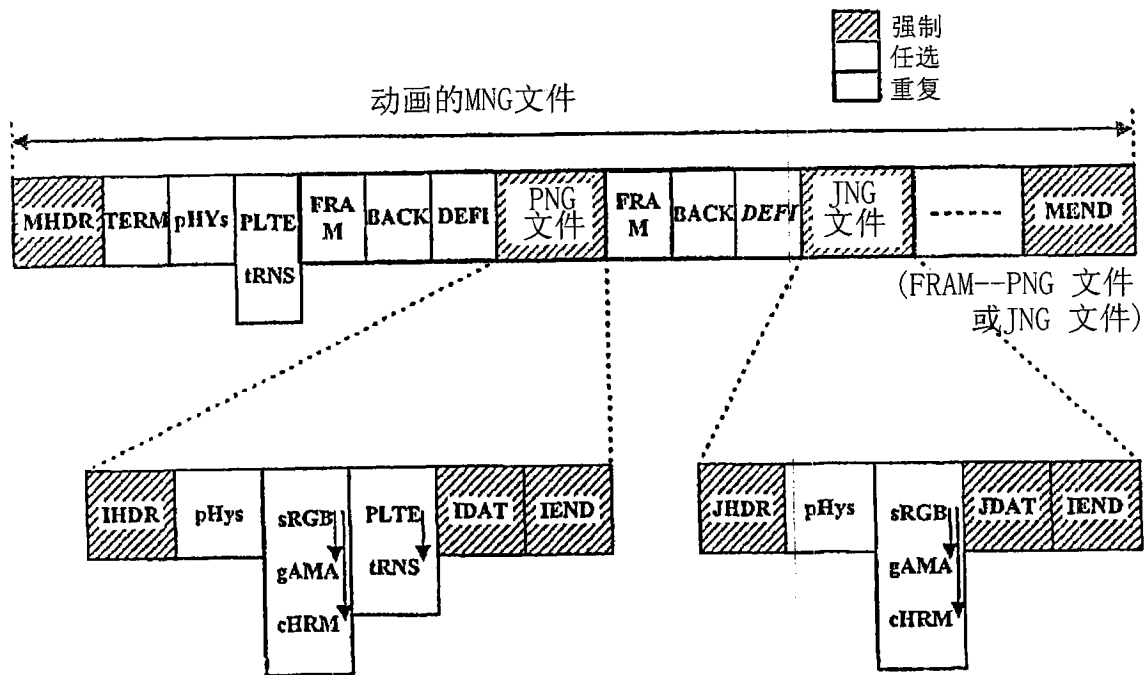 强制
任选
重复
动画的MNG文件
MHDR TERM pHYs PLTE tRNS FRAM BACK DEFI PNG 文件 FRAM BACK DEFI JNG 文件 MEND
(FRAM--PNG 文件
或JNG 文件)
IHDR pHys sRGB PLTE IDAT IEND
gAMA tRNS
cHRM
JHDR pHys sRGB JDAT IEND
gAMA
cHRM